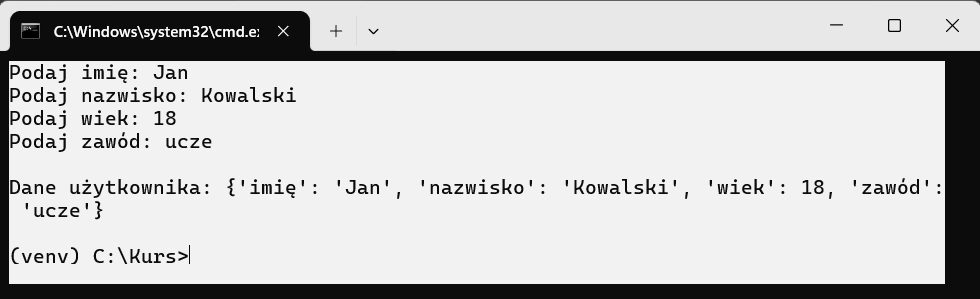 C:\Windows\system32\cmd.e
Podaj imię: Jan
Podaj nazwisko: Kowalski
Podaj wiek: 18
Podaj zawód: ucze
Dane użytkownika: {'imię': 'Jan', 'nazwisko': 'Kowalski', 'wiek': 18, 'zawód':
'ucze'}
(venv) C:\Kurs>